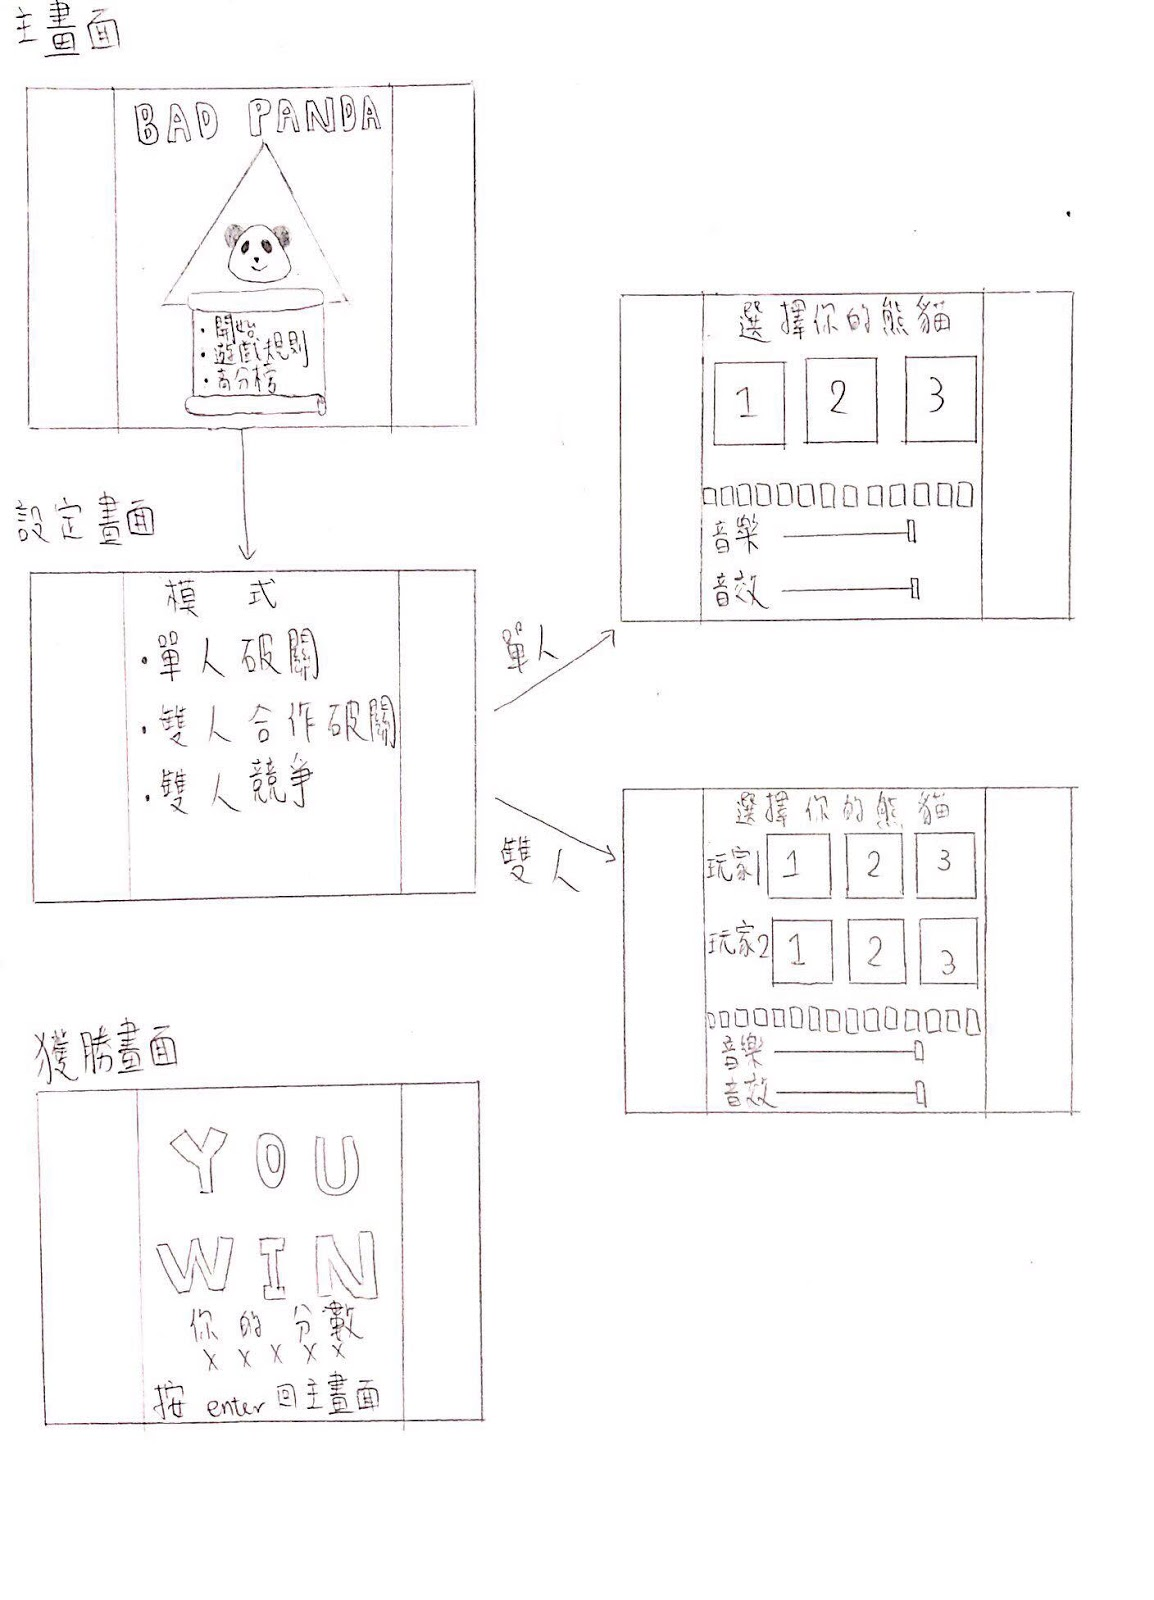 主畫面
BAD PANDA
·開始
·遊戲規則
·高分榜
設定畫面
模式
·單人破關
·雙人合作破關
·雙人競爭
單人
選擇你的熊貓
1 2 3
音樂
音效
雙人
選擇你的熊貓
玩家1 1 2 3
玩家2 1 2 3
音樂
音效
獲勝畫面
YOU
WIN
你的分數
X X X X X
按 enter 回主畫面